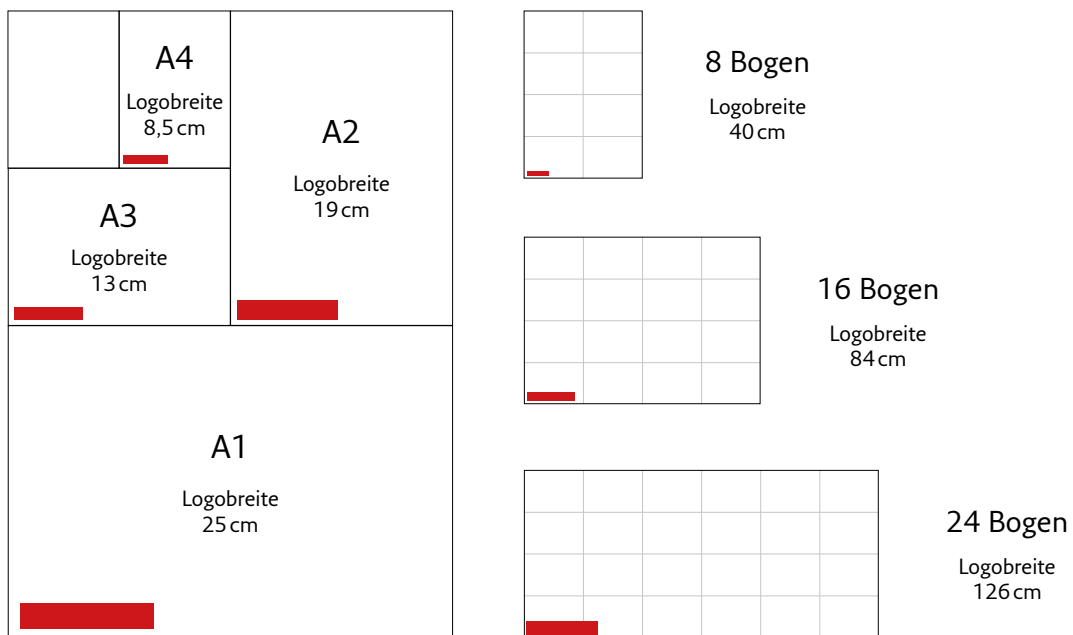 A4
Logobreite
8,5 cm
A2
Logobreite
19 cm
A3
Logobreite
13 cm
A1
Logobreite
25 cm
8 Bogen
Logobreite
40 cm
16 Bogen
Logobreite
84 cm
24 Bogen
Logobreite
126 cm